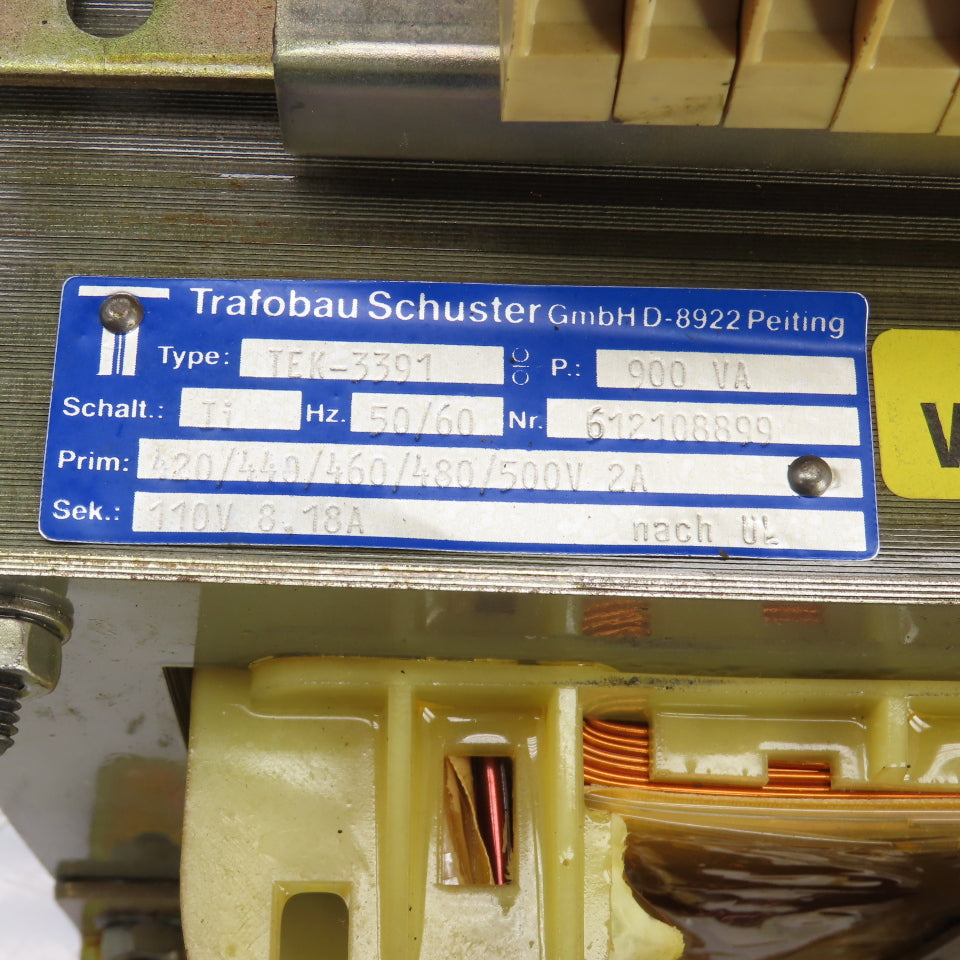 Trafobau Schuster GmbH D-8922 Peiting
Type: TEK-3391 P.: 900 VA
Schalt.: Ii Hz. 50/60 Nr. 612108899
Prim: 420/440/460/480/500V 2A
Sek.: 110V 8.18A nach UL